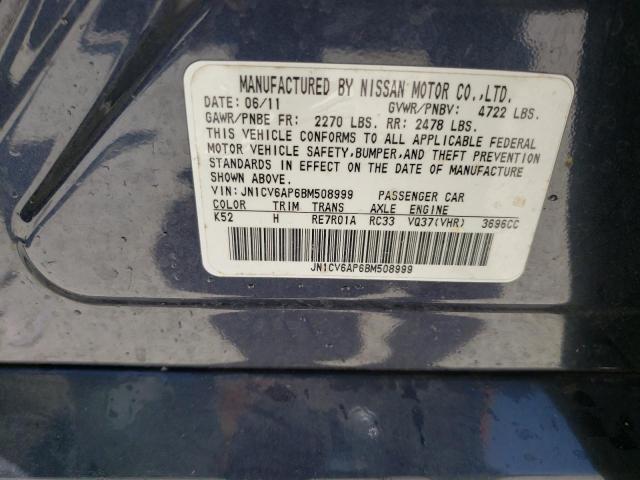 MANUFACTURED BY NISSAN MOTOR CO.,LTD.
DATE: 06/11 GVWR/PNBV: 4722 LBS.
GAWR/PNBE FR: 2270 LBS. RR: 2478 LBS.
THIS VEHICLE CONFORMS TO ALL APPLICABLE FEDERAL
MOTOR VEHICLE SAFETY, BUMPER, AND THEFT PREVENTION
STANDARDS IN EFFECT ON THE DATE OF MANUFACTURE
SHOWN ABOVE.
VIN: JN1CV6AP6BM508999 PASSENGER CAR
COLOR TRIM TRANS AXLE ENGINE
K52 H RE7R01A RC33 VQ37(VHR) 3696CC
JN1CV6AP6BM508999